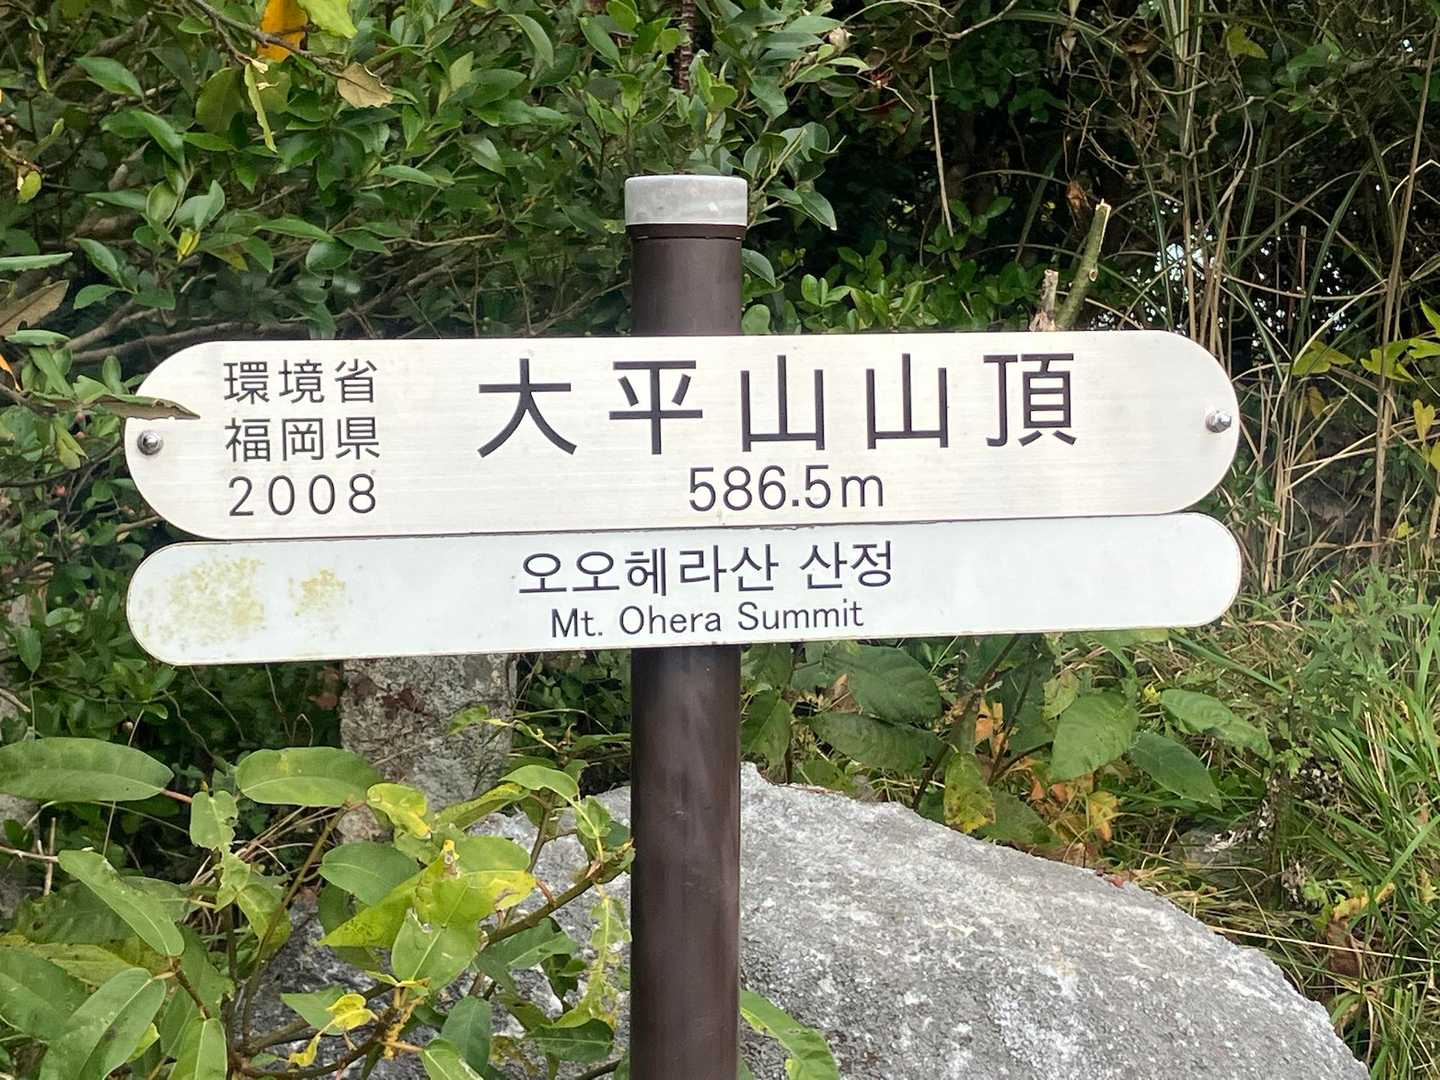 環境省
福岡県
2008
大平山山頂
586.5m
오오헤라산 산정
Mt. Ohera Summit